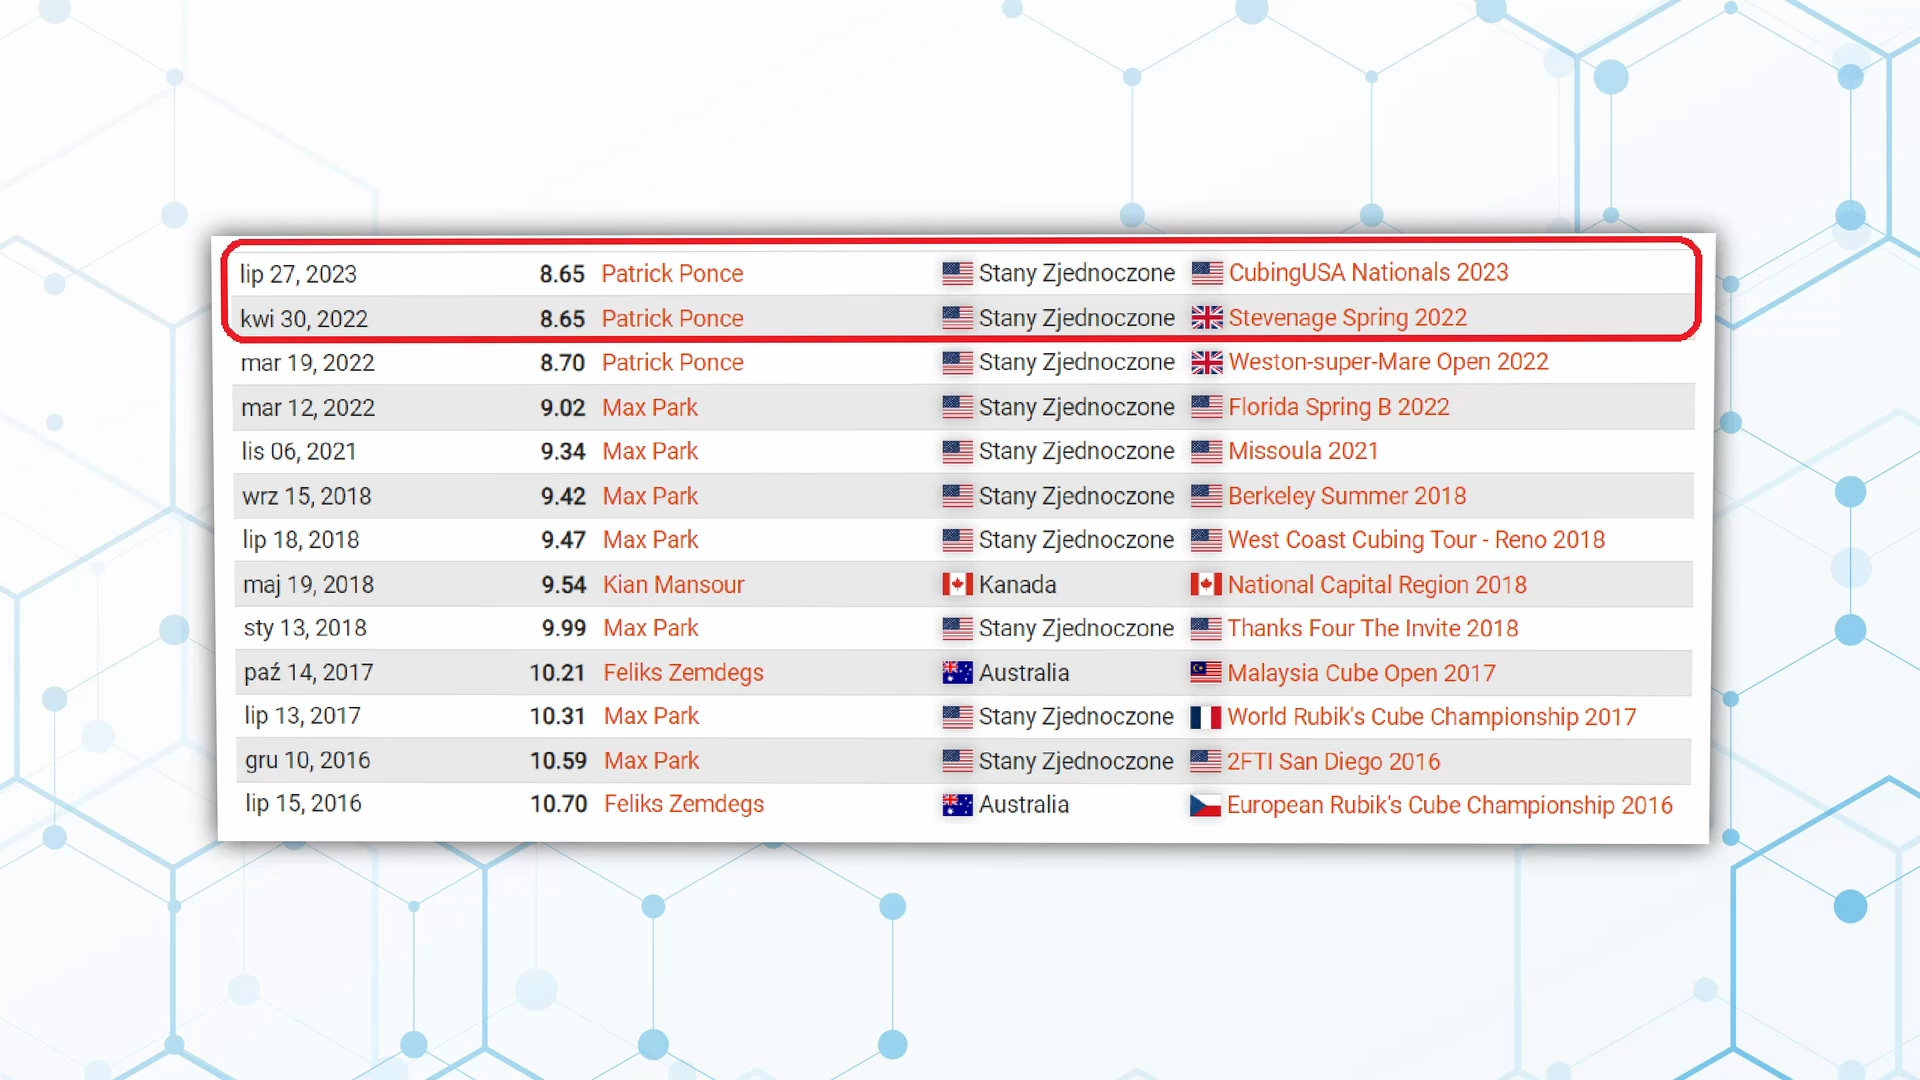 lip 27, 2023 8.65 Patrick Ponce Stany Zjednoczone CubingUSA Nationals 2023
kwi 30, 2022 8.65 Patrick Ponce Stany Zjednoczone Stevenage Spring 2022
mar 19, 2022 8.70 Patrick Ponce Stany Zjednoczone Weston-super-Mare Open 2022
mar 12, 2022 9.02 Max Park Stany Zjednoczone Florida Spring B 2022
lis 06, 2021 9.34 Max Park Stany Zjednoczone Missoula 2021
wrz 15, 2018 9.42 Max Park Stany Zjednoczone Berkeley Summer 2018
lip 18, 2018 9.47 Max Park Stany Zjednoczone West Coast Cubing Tour - Reno 2018
maj 19, 2018 9.54 Kian Mansour Kanada National Capital Region 2018
sty 13, 2018 9.99 Max Park Stany Zjednoczone Thanks Four The Invite 2018
paź 14, 2017 10.21 Feliks Zemdegs Australia Malaysia Cube Open 2017
lip 13, 2017 10.31 Max Park Stany Zjednoczone World Rubik's Cube Championship 2017
gru 10, 2016 10.59 Max Park Stany Zjednoczone 2FTI San Diego 2016
lip 15, 2016 10.70 Feliks Zemdegs Australia European Rubik's Cube Championship 2016